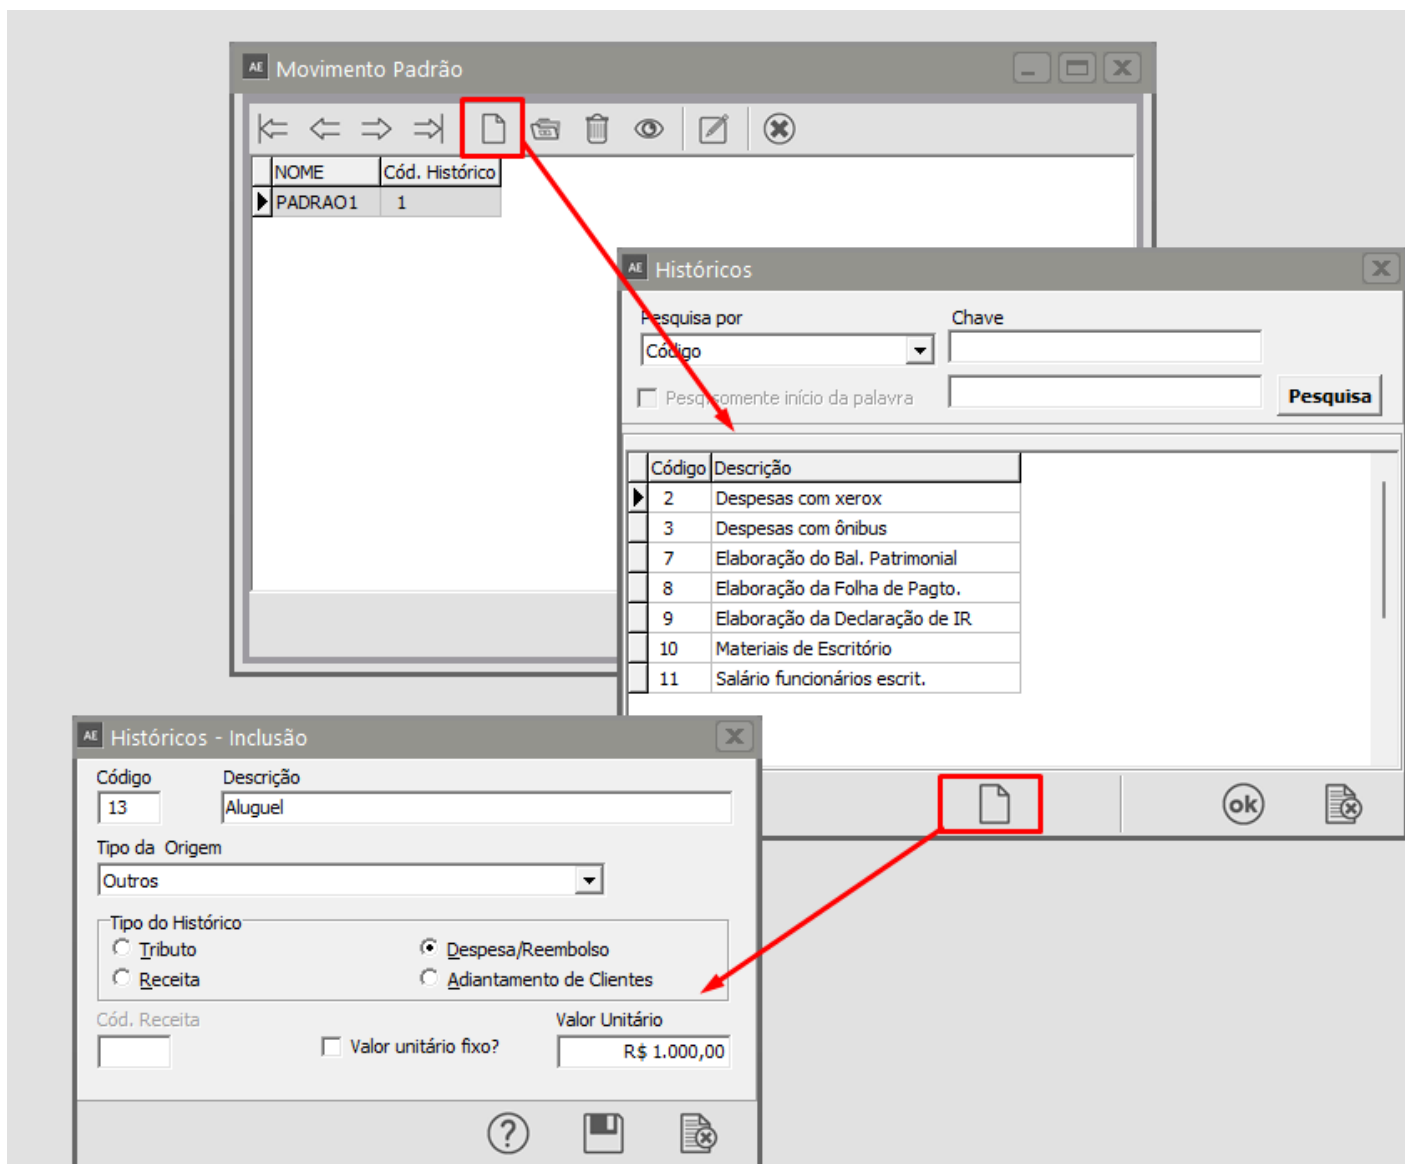 AE Movimento Padrão
NOME Cód. Histórico
PADRAO1 1
AE Históricos
Pesquisa por Chave
Código
somente início da palavra Pesquisa
Código Descrição
2 Despesas com xerox
3 Despesas com ônibus
7 Elaboração do Bal. Patrimonial
8 Elaboração da Folha de Pagto.
9 Elaboração da Declaração de IR
10 Materiais de Escritório
11 Salário funcionários escrit.
ok
AE Históricos - Inclusão
Código Descrição
13 Aluguel
Tipo da Origem
Outros
Tipo do Histórico
Tributo Despesa/Reembolso
Receita Adiantamento de Clientes
Cód. Receita Valor Unitário
Valor unitário fixo? R$ 1.000,00
?